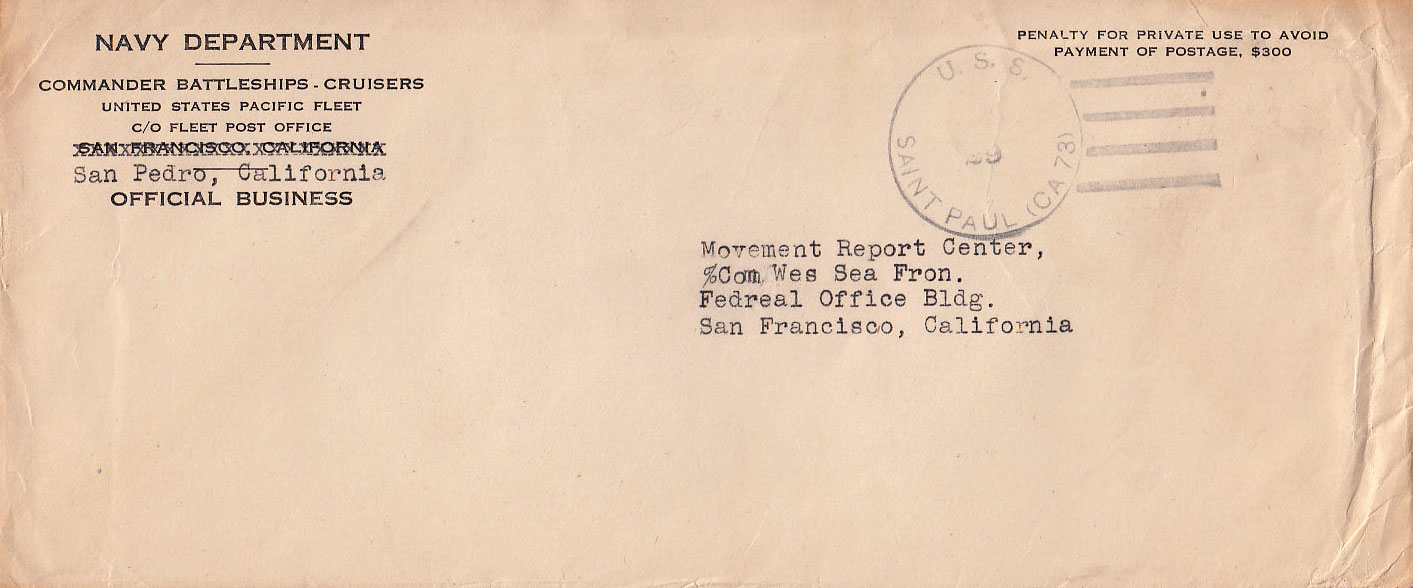 NAVY DEPARTMENT
COMMANDER BATTLESHIPS - CRUISERS
UNITED STATES PACIFIC FLEET
C/O FLEET POST OFFICE
SAN FRANCISCO, CALIFORNIA
San Pedro, California
OFFICIAL BUSINESS
PENALTY FOR PRIVATE USE TO AVOID
PAYMENT OF POSTAGE, $300
U. S. S.
SAINT PAUL (CA 73)
Movement Report Center,
%Com Wes Sea Fron.
Fedreal Office Bldg.
San Francisco, California